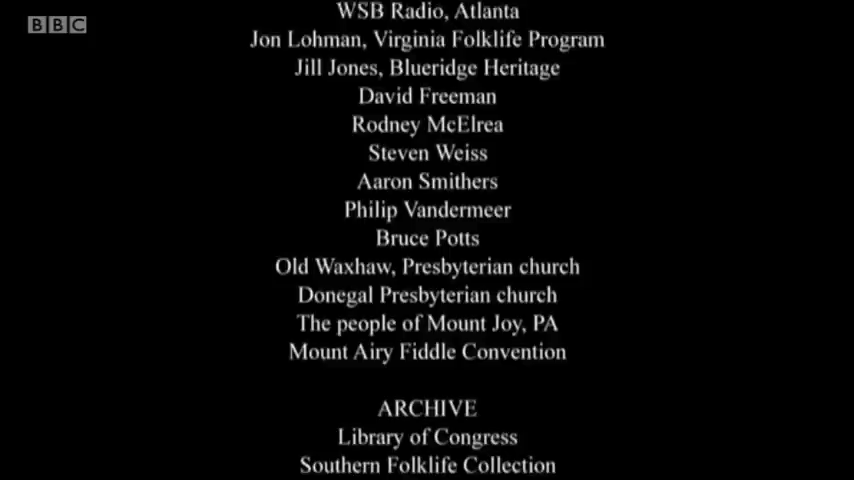 BBC
WSB Radio, Atlanta
Jon Lohman, Virginia Folklife Program
Jill Jones, Blueridge Heritage
David Freeman
Rodney McElrea
Steven Weiss
Aaron Smithers
Philip Vandermeer
Bruce Potts
Old Waxhaw, Presbyterian church
Donegal Presbyterian church
The people of Mount Joy, PA
Mount Airy Fiddle Convention
ARCHIVE
Library of Congress
Southern Folklife Collection